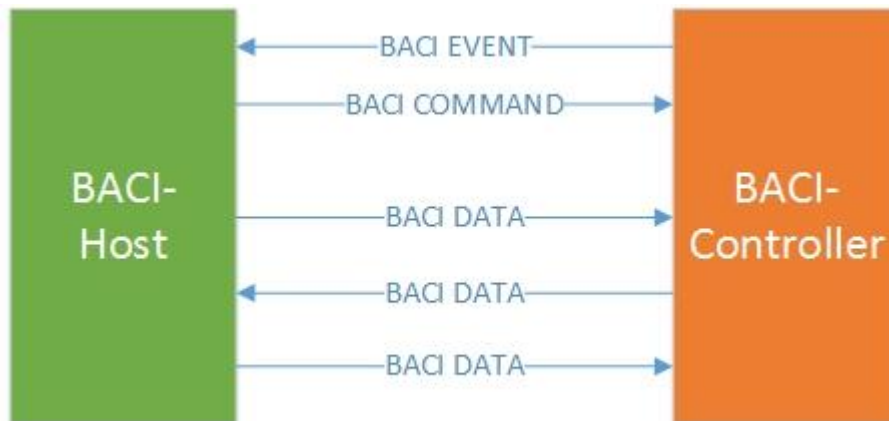 BACI EVENT
BACI COMMAND
BACI-
Host
BACI-
Controller
BACI DATA
BACI DATA
BACI DATA